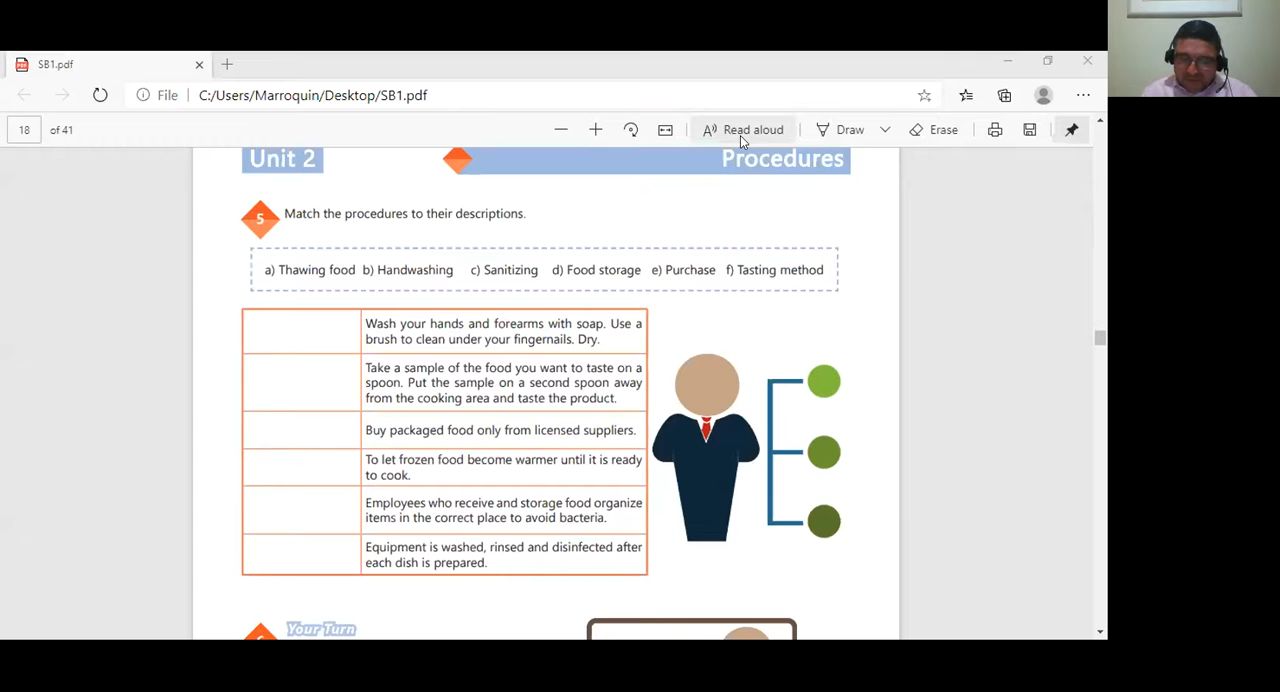 SB1.pdf
File C:/Users/Marroquin/Desktop/SB1.pdf
18 of 41 Read aloud Draw Erase
Unit 2 Procedures
5 Match the procedures to their descriptions.
a) Thawing food b) Handwashing c) Sanitizing d) Food storage e) Purchase f) Tasting method
Wash your hands and forearms with soap. Use a
brush to clean under your fingernails. Dry.
Take a sample of the food you want to taste on a
spoon. Put the sample on a second spoon away
from the cooking area and taste the product.
Buy packaged food only from licensed suppliers.
To let frozen food become warmer until it is ready
to cook.
Employees who receive and storage food organize
items in the correct place to avoid bacteria.
Equipment is washed, rinsed and disinfected after
each dish is prepared.
Your Turn